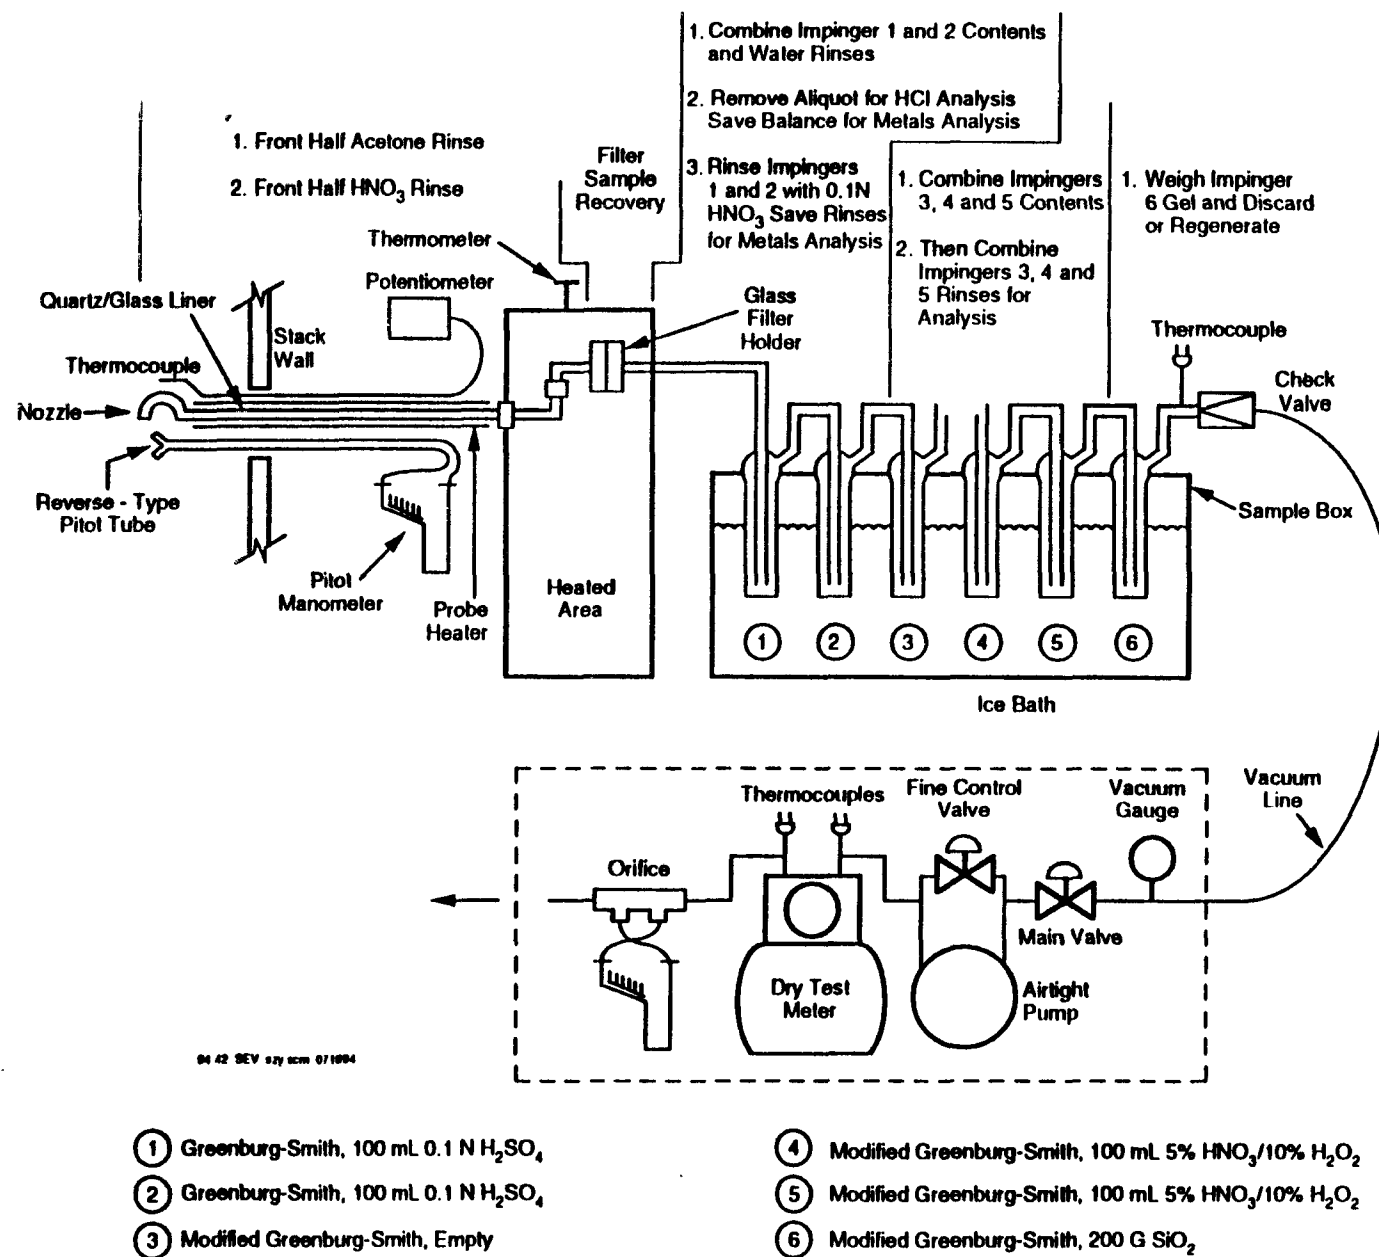 1. Combine Impinger 1 and 2 Contents
and Water Rinses
2. Remove Aliquot for HCl Analysis
Save Balance for Metals Analysis
3. Rinse Impingers
1 and 2 with 0.1N
HNO₃ Save Rinses
for Metals Analysis
1. Front Half Acetone Rinse
2. Front Half HNO₃ Rinse
Filter
Sample
Recovery
1. Combine Impingers
3, 4 and 5 Contents
2. Then Combine
Impingers 3, 4 and
5 Rinses for
Analysis
1. Weigh Impinger
6 Gel and Discard
or Regenerate
Thermometer
Potentiometer
Quartz/Glass Liner
Stack
Wall
Thermocouple
Nozzle
Reverse - Type
Pitot Tube
Pitot
Manometer
Probe
Heater
Heated
Area
Glass
Filter
Holder
Thermocouple
Check
Valve
Sample Box
1
2
3
4
5
6
Ice Bath
Vacuum
Line
Thermocouples
Fine Control
Valve
Vacuum
Gauge
Orifice
Main Valve
Dry Test
Meter
Airtight
Pump
1 Greenburg-Smith, 100 mL 0.1 N H₂SO₄
2 Greenburg-Smith, 100 mL 0.1 N H₂SO₄
3 Modified Greenburg-Smith, Empty
4 Modified Greenburg-Smith, 100 mL 5% HNO₃/10% H₂O₂
5 Modified Greenburg-Smith, 100 mL 5% HNO₃/10% H₂O₂
6 Modified Greenburg-Smith, 200 G SiO₂